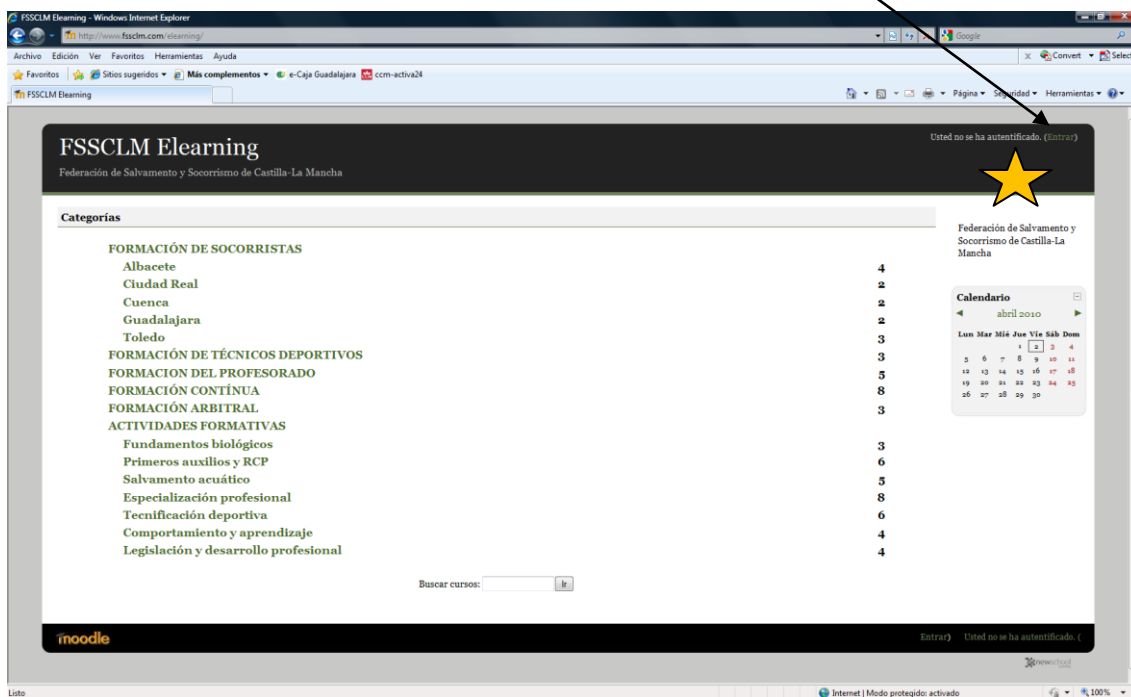 FSSCLM Elearning - Windows Internet Explorer
http://www.fssclm.com/elearning/
Google
Archivo Edición Ver Favoritos Herramientas Ayuda
x Convert Select
Favoritos Sitios sugeridos Más complementos e-Caja Guadalajara ccm-activa24
FSSCLM Elearning
Página Seguridad Herramientas
Usted no se ha autentificado. (Entrar)
FSSCLM Elearning
Federación de Salvamento y Socorrismo de Castilla-La Mancha
Categorías
FORMACIÓN DE SOCORRISTAS
Albacete 4
Ciudad Real 2
Cuenca 2
Guadalajara 2
Toledo 3
FORMACIÓN DE TÉCNICOS DEPORTIVOS 3
FORMACION DEL PROFESORADO 5
FORMACIÓN CONTÍNUA 8
FORMACIÓN ARBITRAL 3
ACTIVIDADES FORMATIVAS
Fundamentos biológicos 3
Primeros auxilios y RCP 6
Salvamento acuático 5
Especialización profesional 8
Tecnificación deportiva 6
Comportamiento y aprendizaje 4
Legislación y desarrollo profesional 4
Buscar cursos: Ir
Federación de Salvamento y
Socorrismo de Castilla-La
Mancha
Calendario
abril 2010
Lun Mar Mié Jue Vie Sáb Dom
1 2 3 4
5 6 7 8 9 10 11
12 13 14 15 16 17 18
19 20 21 22 23 24 25
26 27 28 29 30
moodle
Entrar) Usted no se ha autentificado. (
newschool
Listo
Internet | Modo protegido: activado
100%